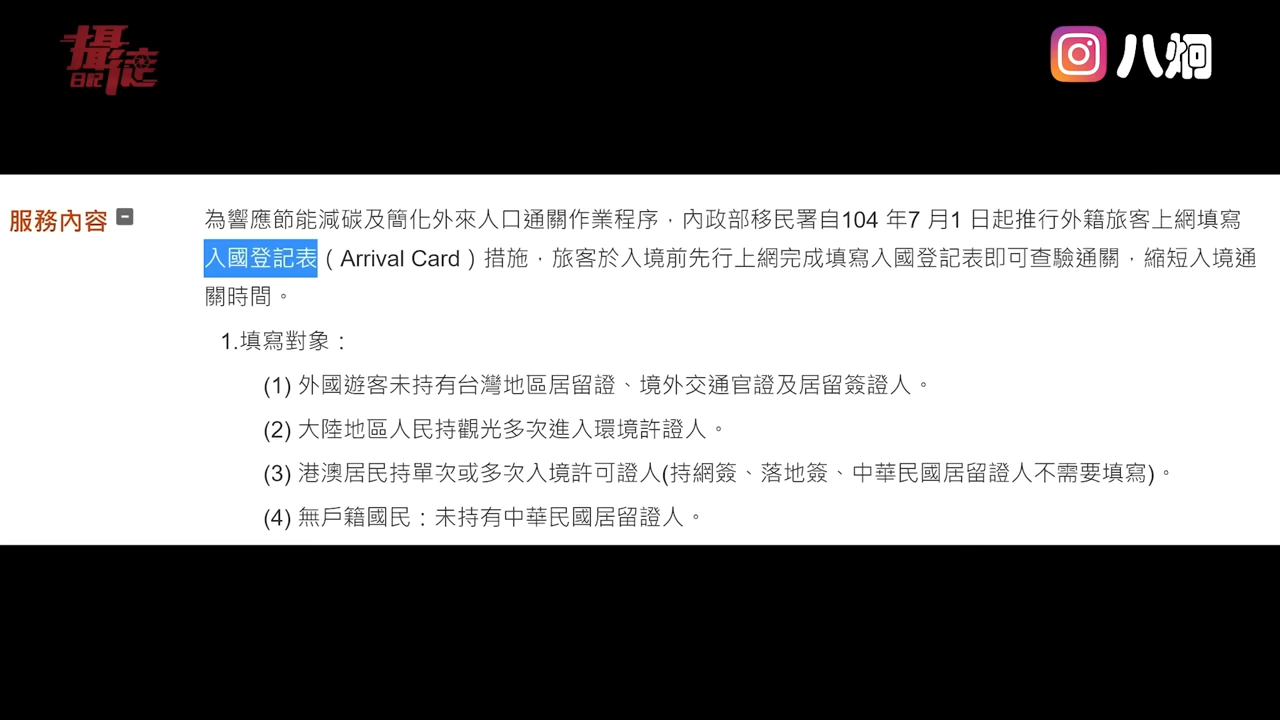 攝徒日記
八炯
服務內容
為響應節能減碳及簡化外來人口通關作業程序，內政部移民署自104 年7 月1 日起推行外籍旅客上網填寫
入國登記表（Arrival Card）措施，旅客於入境前先行上網完成填寫入國登記表即可查驗通關，縮短入境通
關時間。
1.填寫對象：
(1) 外國遊客未持有台灣地區居留證、境外交通官證及居留簽證人。
(2) 大陸地區人民持觀光多次進入環境許證人。
(3) 港澳居民持單次或多次入境許可證人(持網簽、落地簽、中華民國居留證人不需要填寫)。
(4) 無戶籍國民：未持有中華民國居留證人。